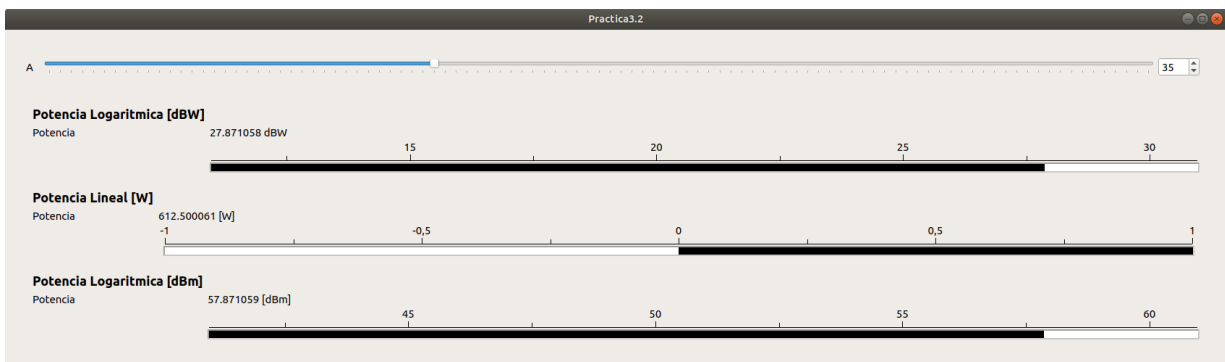 Practica3.2
A 35
Potencia Logaritmica [dBW]
Potencia 27.871058 dBW
15 20 25 30
Potencia Lineal [W]
Potencia 612.500061 [W]
-1 -0,5 0 0,5 1
Potencia Logaritmica [dBm]
Potencia 57.871059 [dBm]
45 50 55 60